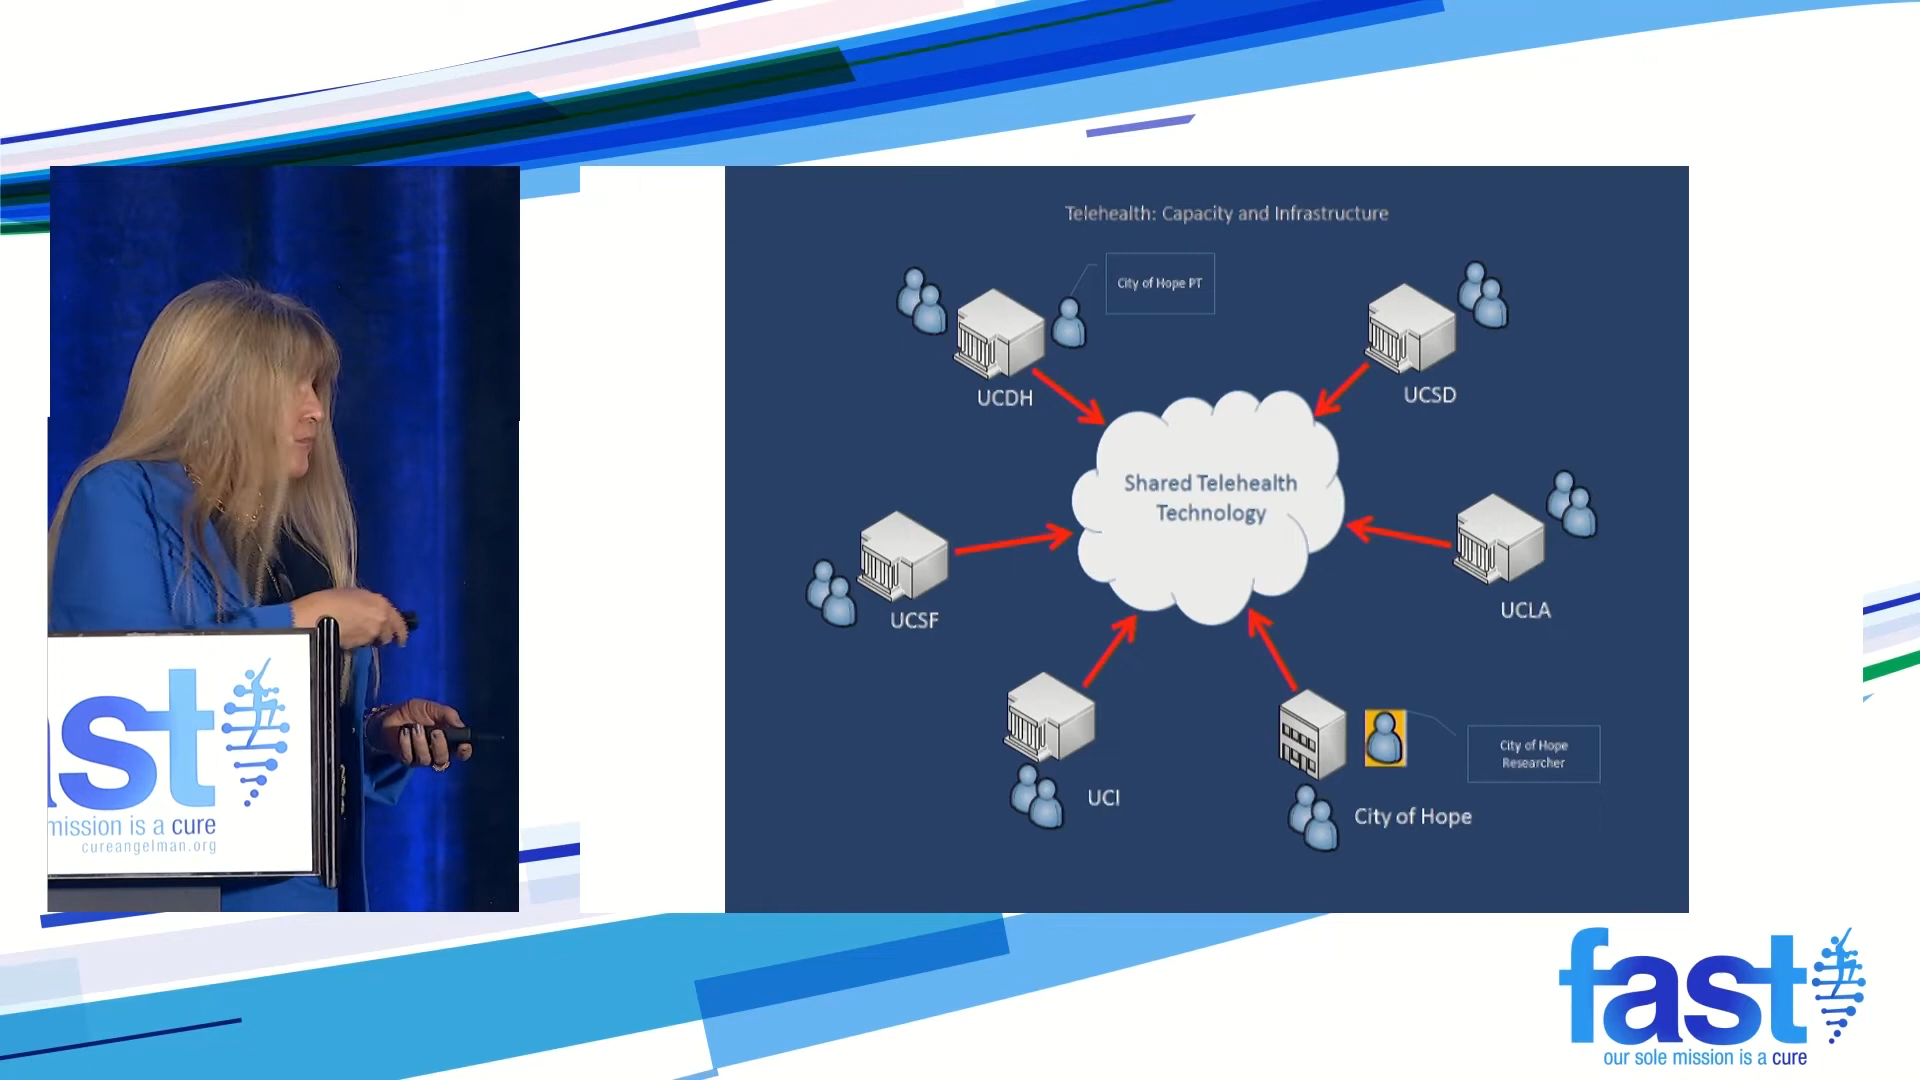 Telehealth: Capacity and Infrastructure
City of Hope PT
UCDH
UCSD
Shared Telehealth
Technology
UCSF
UCLA
UCI
City of Hope
Researcher
City of Hope
ast
mission is a cure
cureangelman.org
fast
our sole mission is a cure